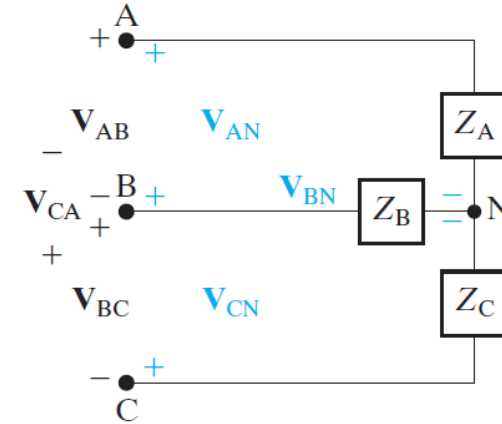 A
+
+
V_AB V_AN Z_A
−
B
− + V_BN −
V_CA Z_B N
+ −
+
V_BC V_CN Z_C
+
−
C